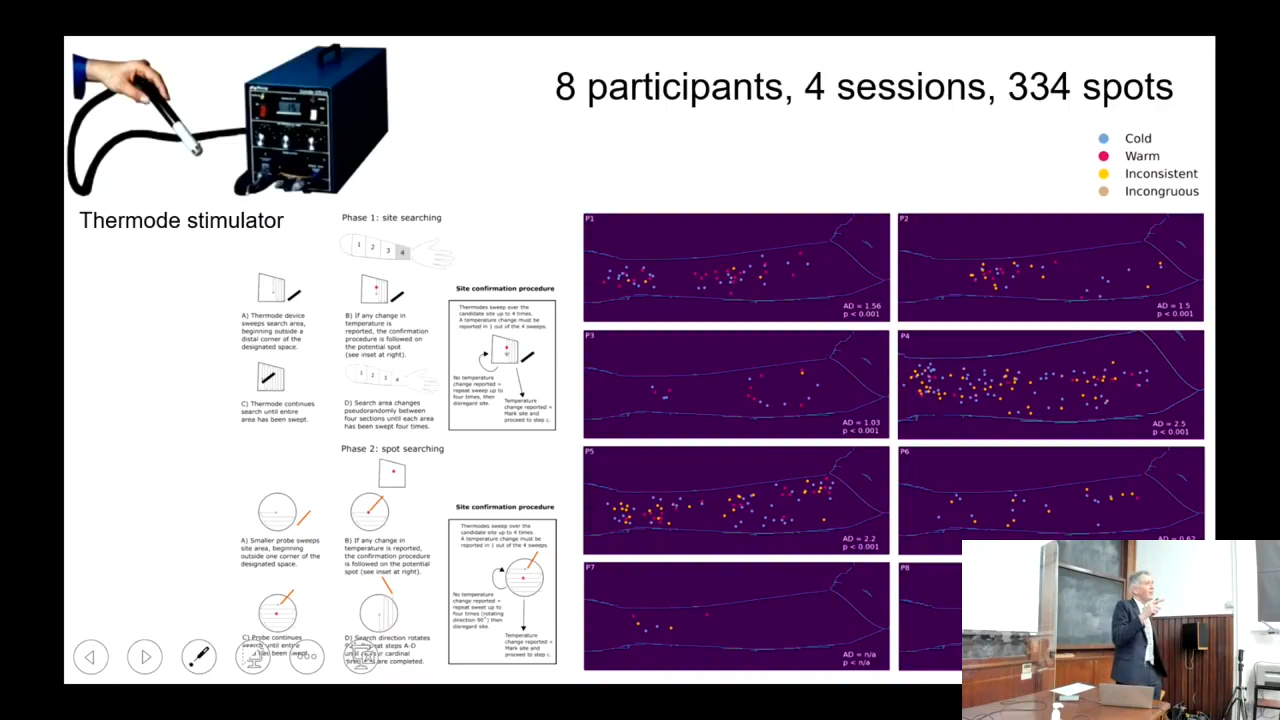 8 participants, 4 sessions, 334 spots
Cold
Warm
Inconsistent
Incongruous
Thermode stimulator
Phase 1: site searching
1 2 3 4
A) Thermode device
sweeps search area,
beginning outside a
distal corner of the
designated space.
B) If any change in
temperature is
reported, the confirmation
procedure is followed on
the potential spot
(see inset at right).
C) Thermode continues
search until entire
area has been swept.
1 2 3 4
D) Search area changes
pseudorandomly between
four sections until each area
has been swept four times.
Site confirmation procedure
Thermodes sweep over the
candidate site up to 4 times.
A temperature change must be
reported in 1 out of the 4 sweeps.
No temperature
change reported =
repeat sweep up to
four times, then
disregard site.
Temperature
change reported =
Mark site and
proceed to step c.
Phase 2: spot searching
A) Smaller probe sweeps
site area, beginning
outside one corner of the
designated space.
B) If any change in
temperature is reported,
the confirmation procedure
is followed on the potential
spot (see inset at right).
C) Probe continues
search until entire
has been swept.
D) Search direction rotates
at steps A-D
cardinal
are completed.
Site confirmation procedure
Thermodes sweep over the
candidate site up to 4 times.
A temperature change must be
reported in 1 out of the 4 sweeps.
No temperature
change reported =
repeat sweet up to
four times (rotating
direction 90°) then
disregard site.
Temperature
change reported =
Mark site and
proceed to step c.
P1
AD = 1.56
p < 0.001
P2
AD = 1.5
p < 0.001
P3
AD = 1.03
p < 0.001
P4
AD = 2.5
p < 0.001
P5
AD = 2.2
p < 0.001
P6
P7
AD = n/a
p < n/a
P8